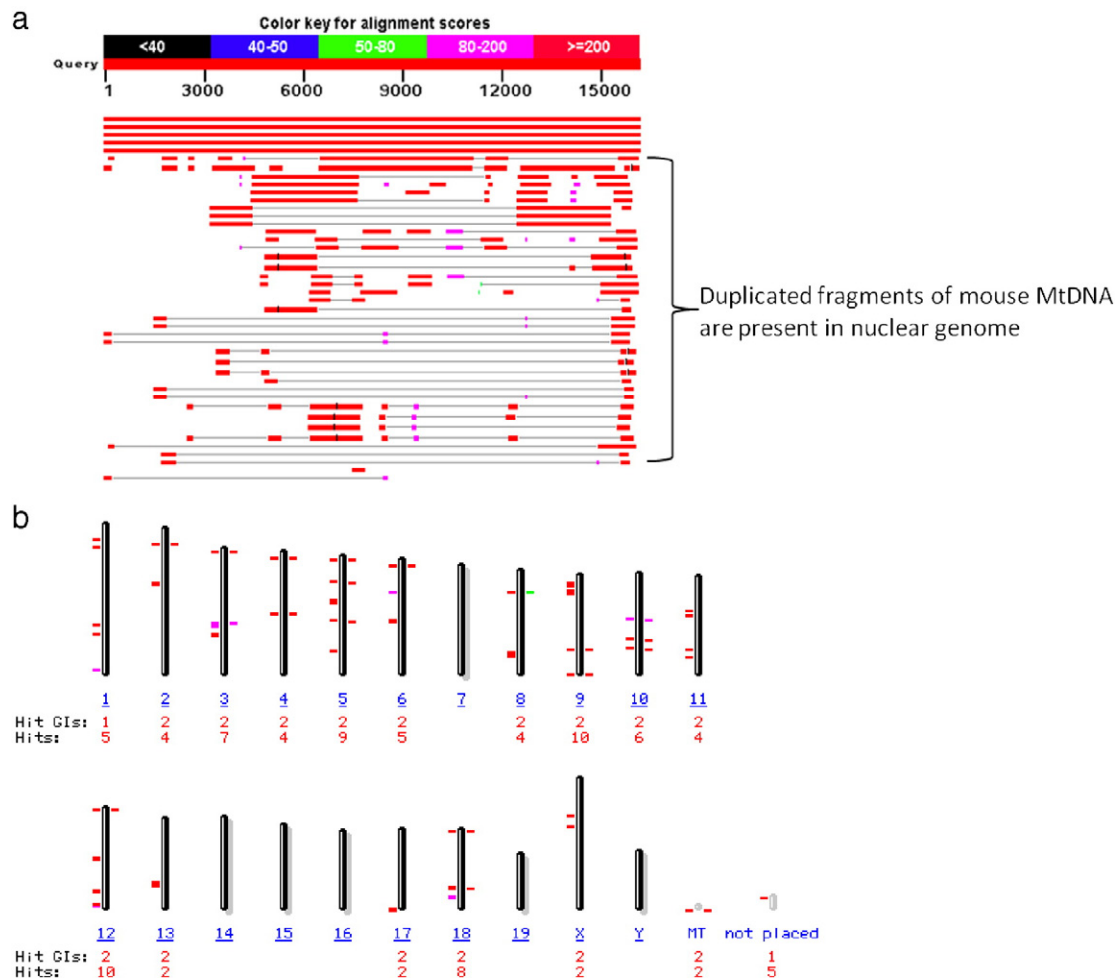 a
Color key for alignment scores
<40 40-50 50-80 80-200 >=200
Query
1 3000 6000 9000 12000 15000
Duplicated fragments of mouse MtDNA
are present in nuclear genome
b
1 2 3 4 5 6 7 8 9 10 11
Hit GIs: 1 2 2 2 2 2 2 2 2 2
Hits: 5 4 7 4 9 5 4 10 6 4
12 13 14 15 16 17 18 19 X Y MT not placed
Hit GIs: 2 2 2 2 2 2 1
Hits: 10 2 2 8 2 2 5